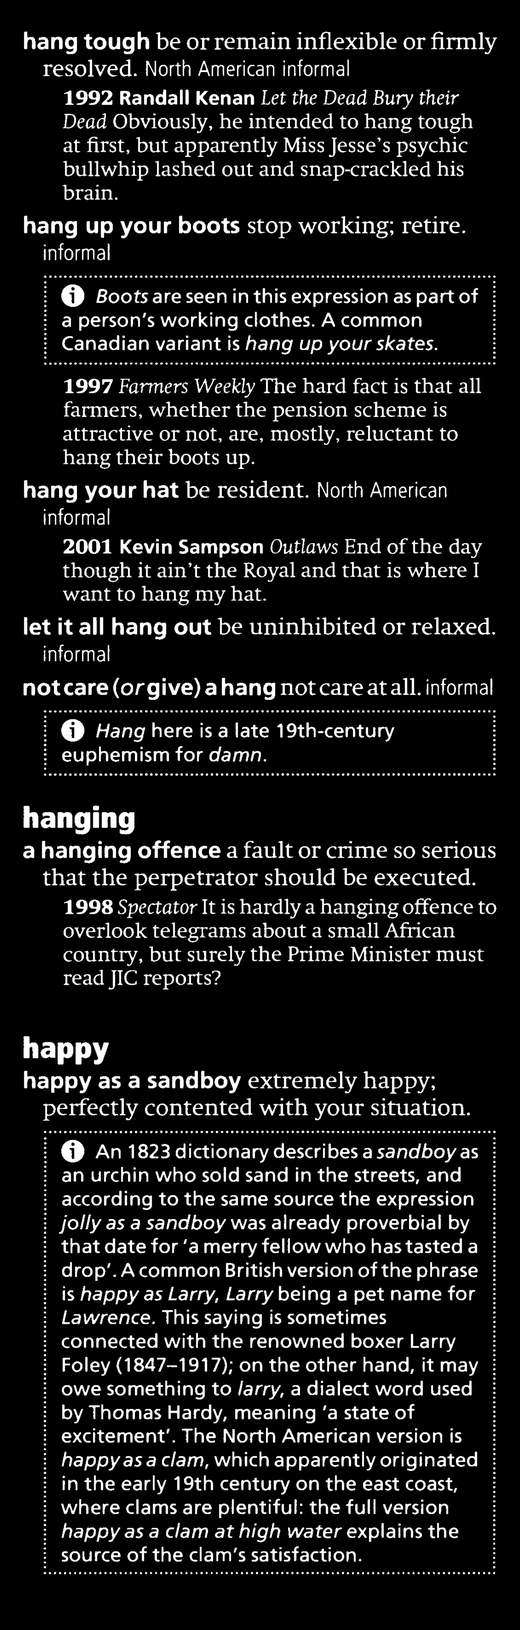 hang tough be or remain inflexible or firmly
resolved. North American informal
1992 Randall Kenan Let the Dead Bury their
Dead Obviously, he intended to hang tough
at first, but apparently Miss Jesse's psychic
bullwhip lashed out and snap-crackled his
brain.
hang up your boots stop working; retire.
informal
Boots are seen in this expression as part of
a person's working clothes. A common
Canadian variant is hang up your skates.
1997 Farmers Weekly The hard fact is that all
farmers, whether the pension scheme is
attractive or not, are, mostly, reluctant to
hang their boots up.
hang your hat be resident. North American
informal
2001 Kevin Sampson Outlaws End of the day
though it ain't the Royal and that is where I
want to hang my hat.
let it all hang out be uninhibited or relaxed.
informal
not care (or give) a hang not care at all. informal
Hang here is a late 19th-century
euphemism for damn.
hanging
a hanging offence a fault or crime so serious
that the perpetrator should be executed.
1998 Spectator It is hardly a hanging offence to
overlook telegrams about a small African
country, but surely the Prime Minister must
read JIC reports?
happy
happy as a sandboy extremely happy;
perfectly contented with your situation.
An 1823 dictionary describes a sandboy as
an urchin who sold sand in the streets, and
according to the same source the expression
jolly as a sandboy was already proverbial by
that date for 'a merry fellow who has tasted a
drop'. A common British version of the phrase
is happy as Larry, Larry being a pet name for
Lawrence. This saying is sometimes
connected with the renowned boxer Larry
Foley (1847–1917); on the other hand, it may
owe something to larry, a dialect word used
by Thomas Hardy, meaning 'a state of
excitement'. The North American version is
happy as a clam, which apparently originated
in the early 19th century on the east coast,
where clams are plentiful: the full version
happy as a clam at high water explains the
source of the clam's satisfaction.